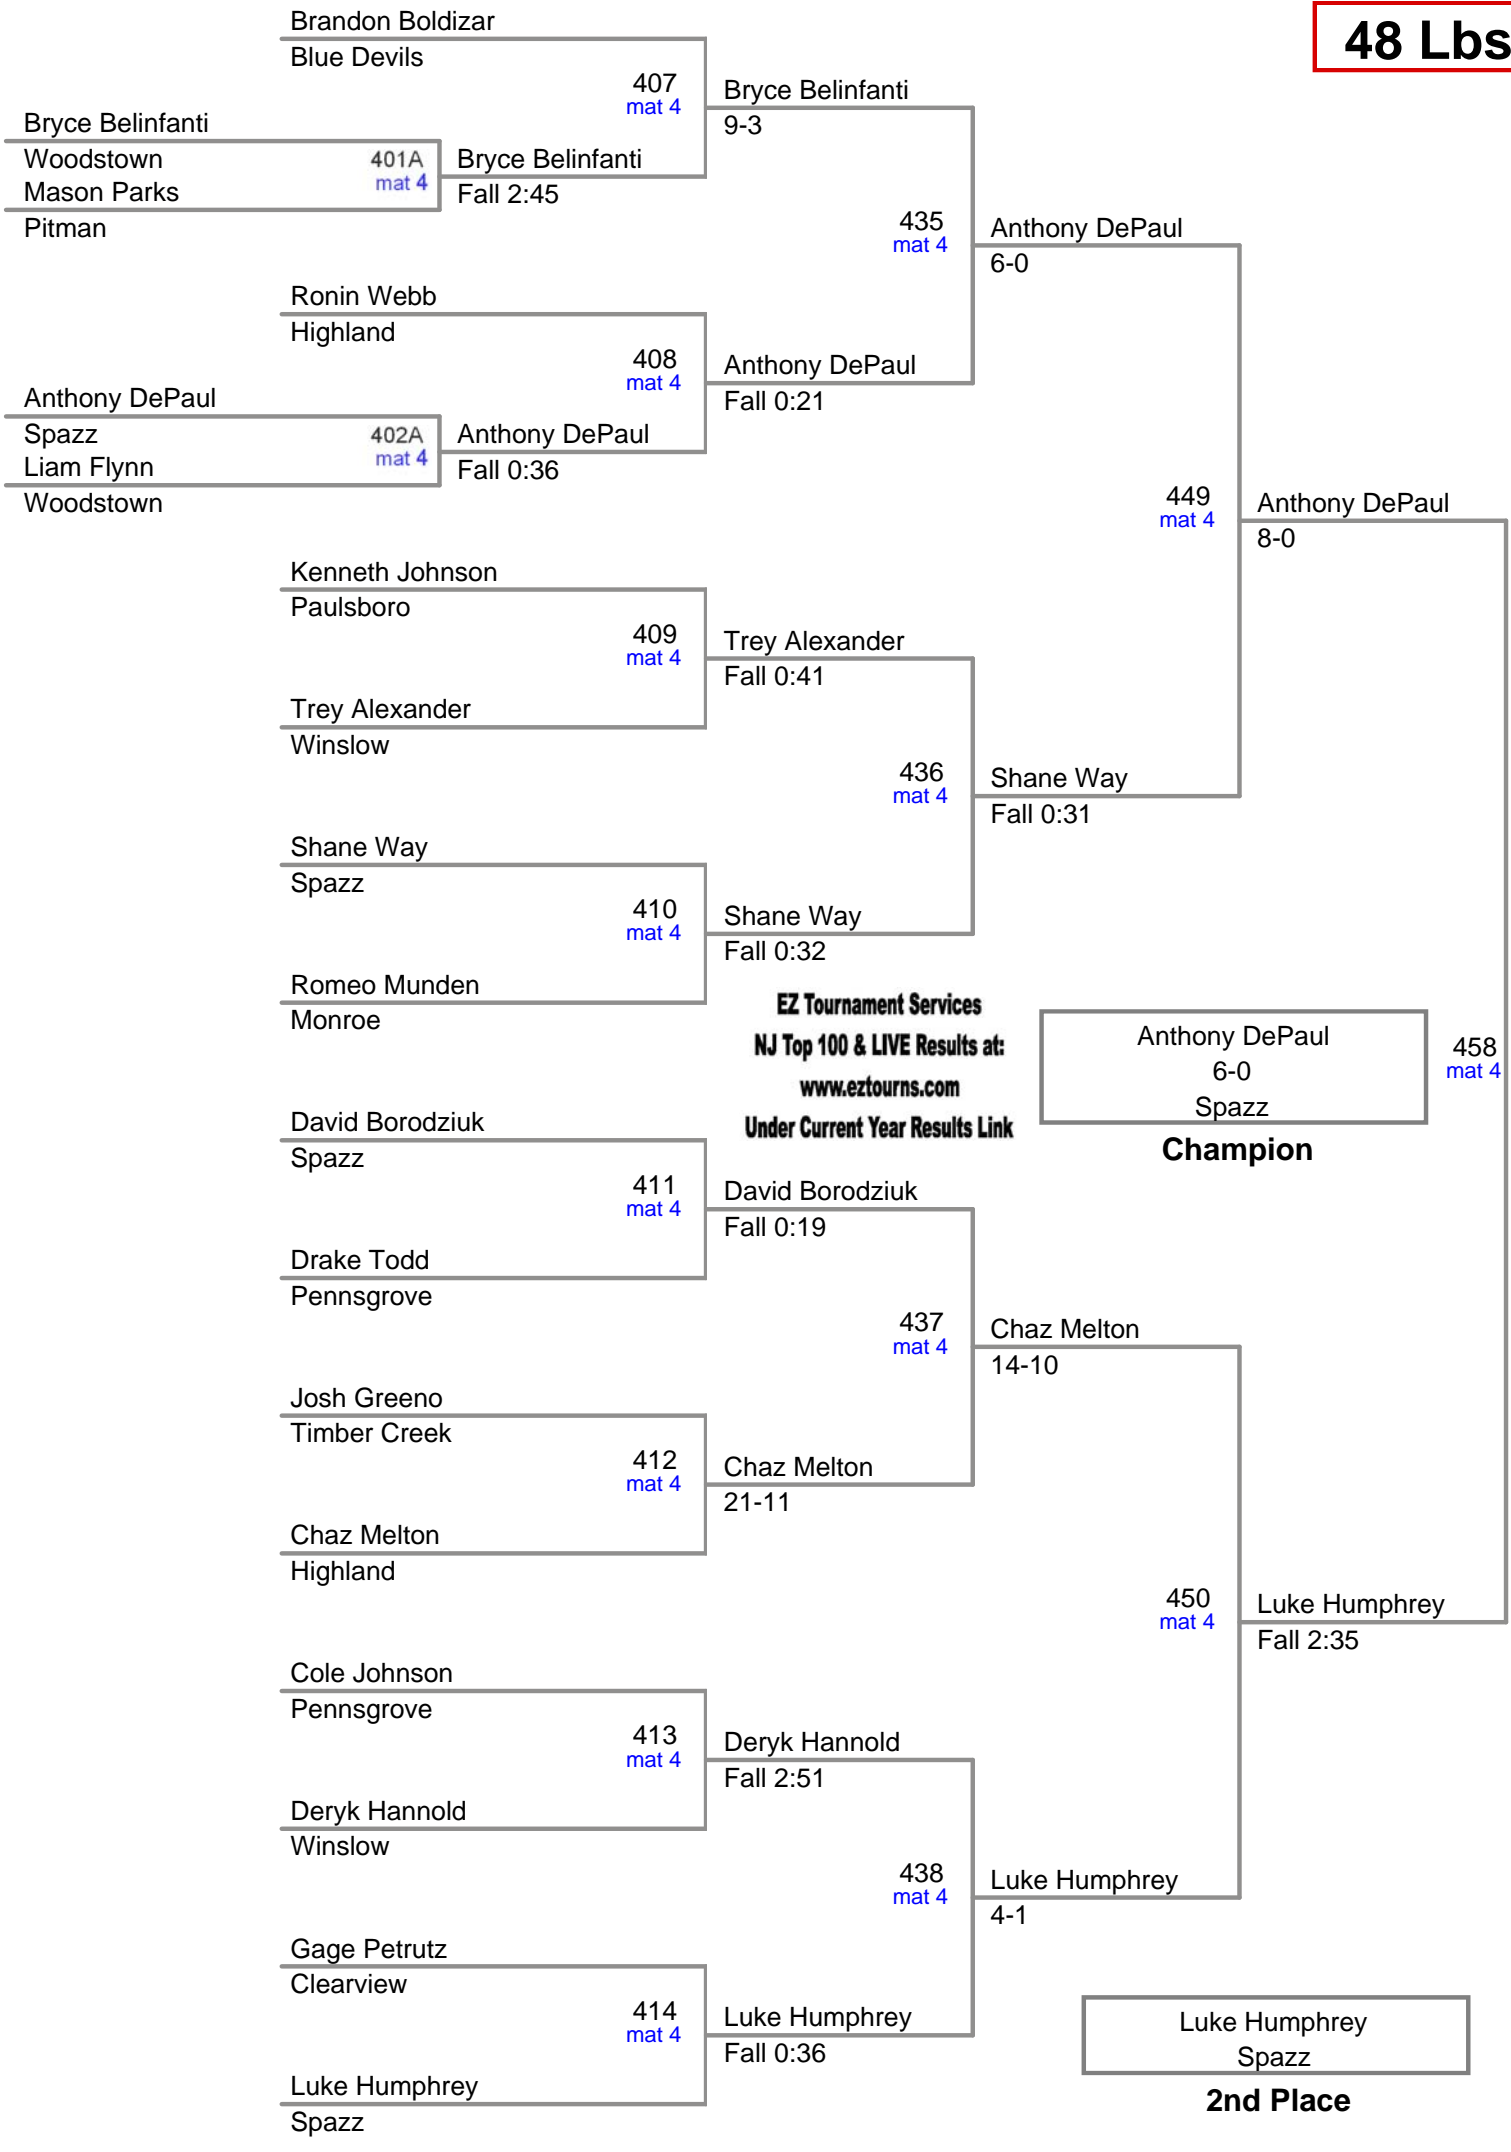 48 Lbs
Brandon Boldizar
Blue Devils
407
mat 4
Bryce Belinfanti
9-3
Bryce Belinfanti
Woodstown
401A
mat 4
Mason Parks
Pitman
Bryce Belinfanti
Fall 2:45
435
mat 4
Anthony DePaul
6-0
Ronin Webb
Highland
408
mat 4
Anthony DePaul
Fall 0:21
Anthony DePaul
Spazz
402A
mat 4
Liam Flynn
Woodstown
Anthony DePaul
Fall 0:36
449
mat 4
Anthony DePaul
8-0
Kenneth Johnson
Paulsboro
409
mat 4
Trey Alexander
Fall 0:41
Trey Alexander
Winslow
436
mat 4
Shane Way
Fall 0:31
Shane Way
Spazz
410
mat 4
Shane Way
Fall 0:32
Romeo Munden
Monroe
EZ Tournament Services
NJ Top 100 & LIVE Results at:
www.eztourns.com
Under Current Year Results Link
Anthony DePaul
6-0
Spazz
Champion
458
mat 4
David Borodziuk
Spazz
411
mat 4
David Borodziuk
Fall 0:19
Drake Todd
Pennsgrove
437
mat 4
Chaz Melton
14-10
Josh Greeno
Timber Creek
412
mat 4
Chaz Melton
21-11
Chaz Melton
Highland
450
mat 4
Luke Humphrey
Fall 2:35
Cole Johnson
Pennsgrove
413
mat 4
Deryk Hannold
Fall 2:51
Deryk Hannold
Winslow
438
mat 4
Luke Humphrey
4-1
Gage Petrutz
Clearview
414
mat 4
Luke Humphrey
Fall 0:36
Luke Humphrey
Spazz
Luke Humphrey
Spazz
2nd Place